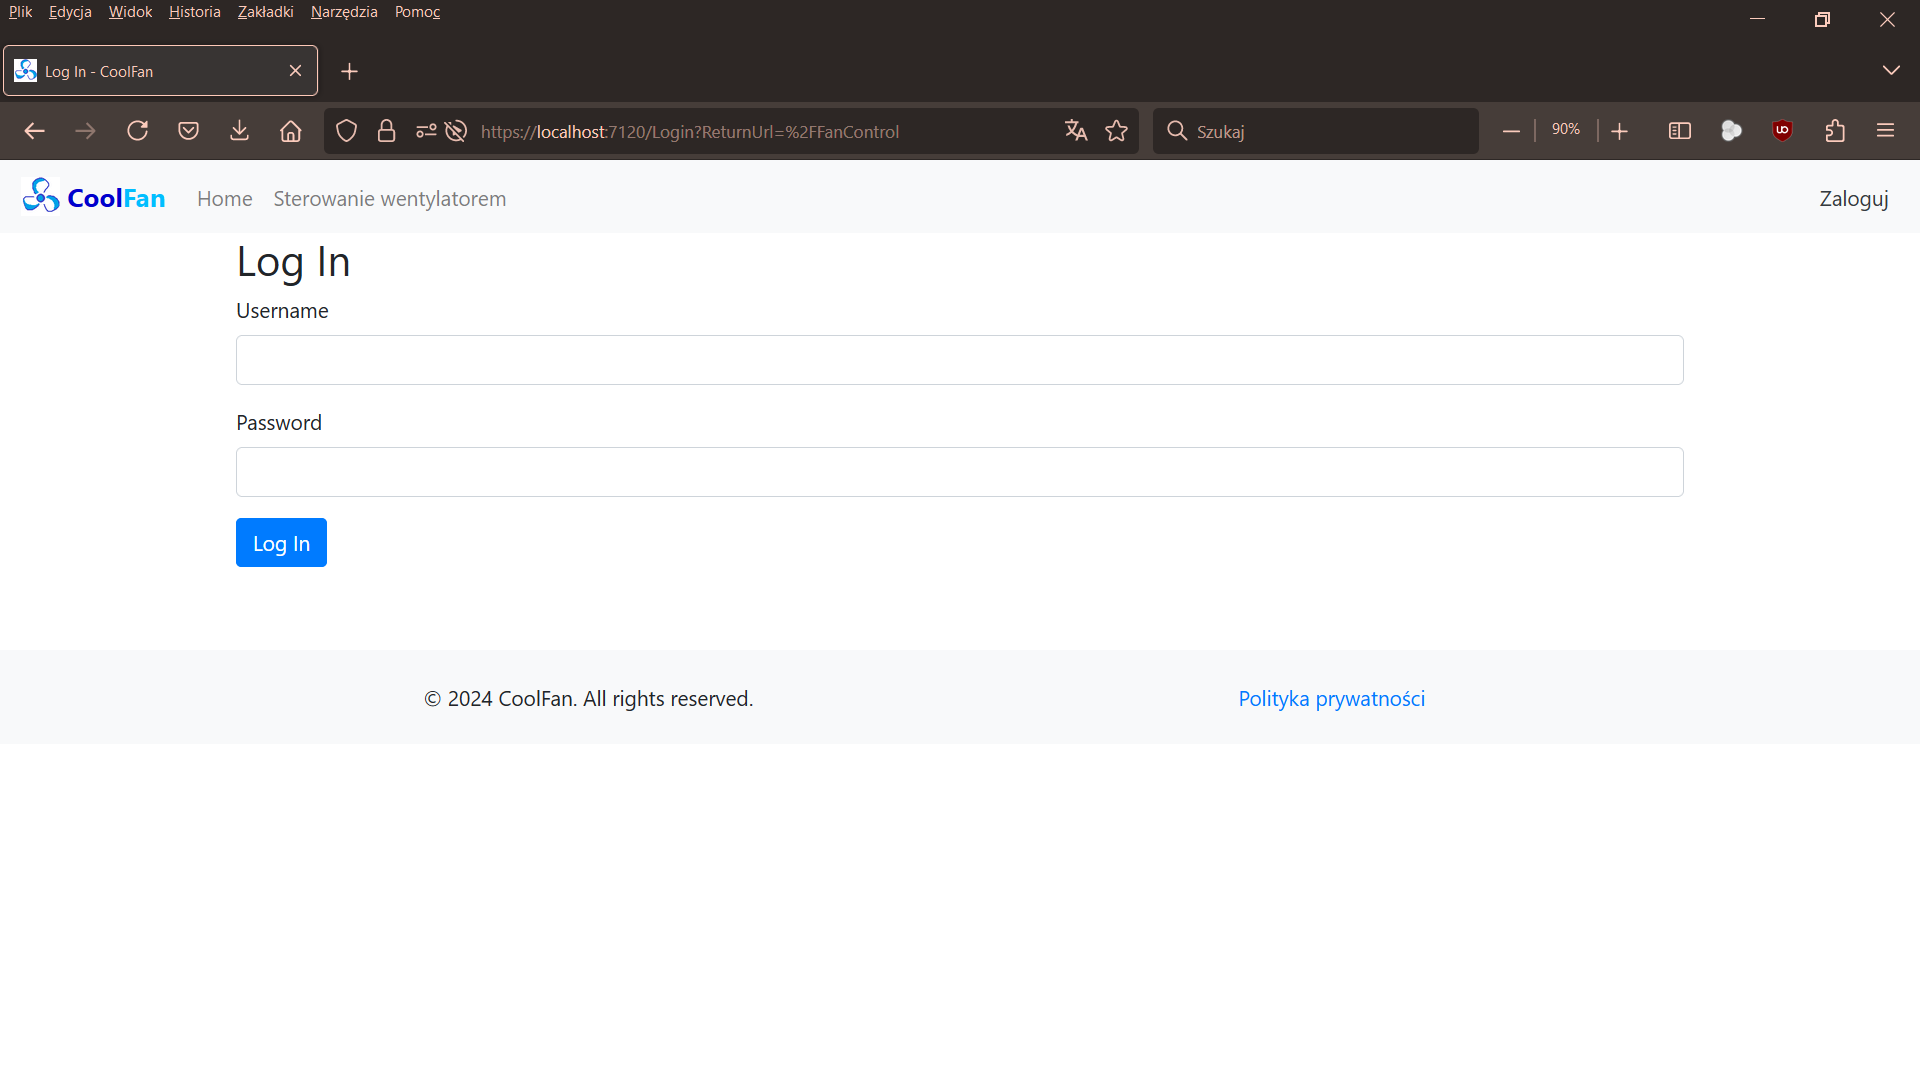 Plik Edycja Widok Historia Zakładki Narzędzia Pomoc
Log In - CoolFan
https://localhost:7120/Login?ReturnUrl=%2FFanControl
Szukaj
90%
CoolFan Home Sterowanie wentylatorem Zaloguj
Log In
Username
Password
Log In
© 2024 CoolFan. All rights reserved. Polityka prywatności